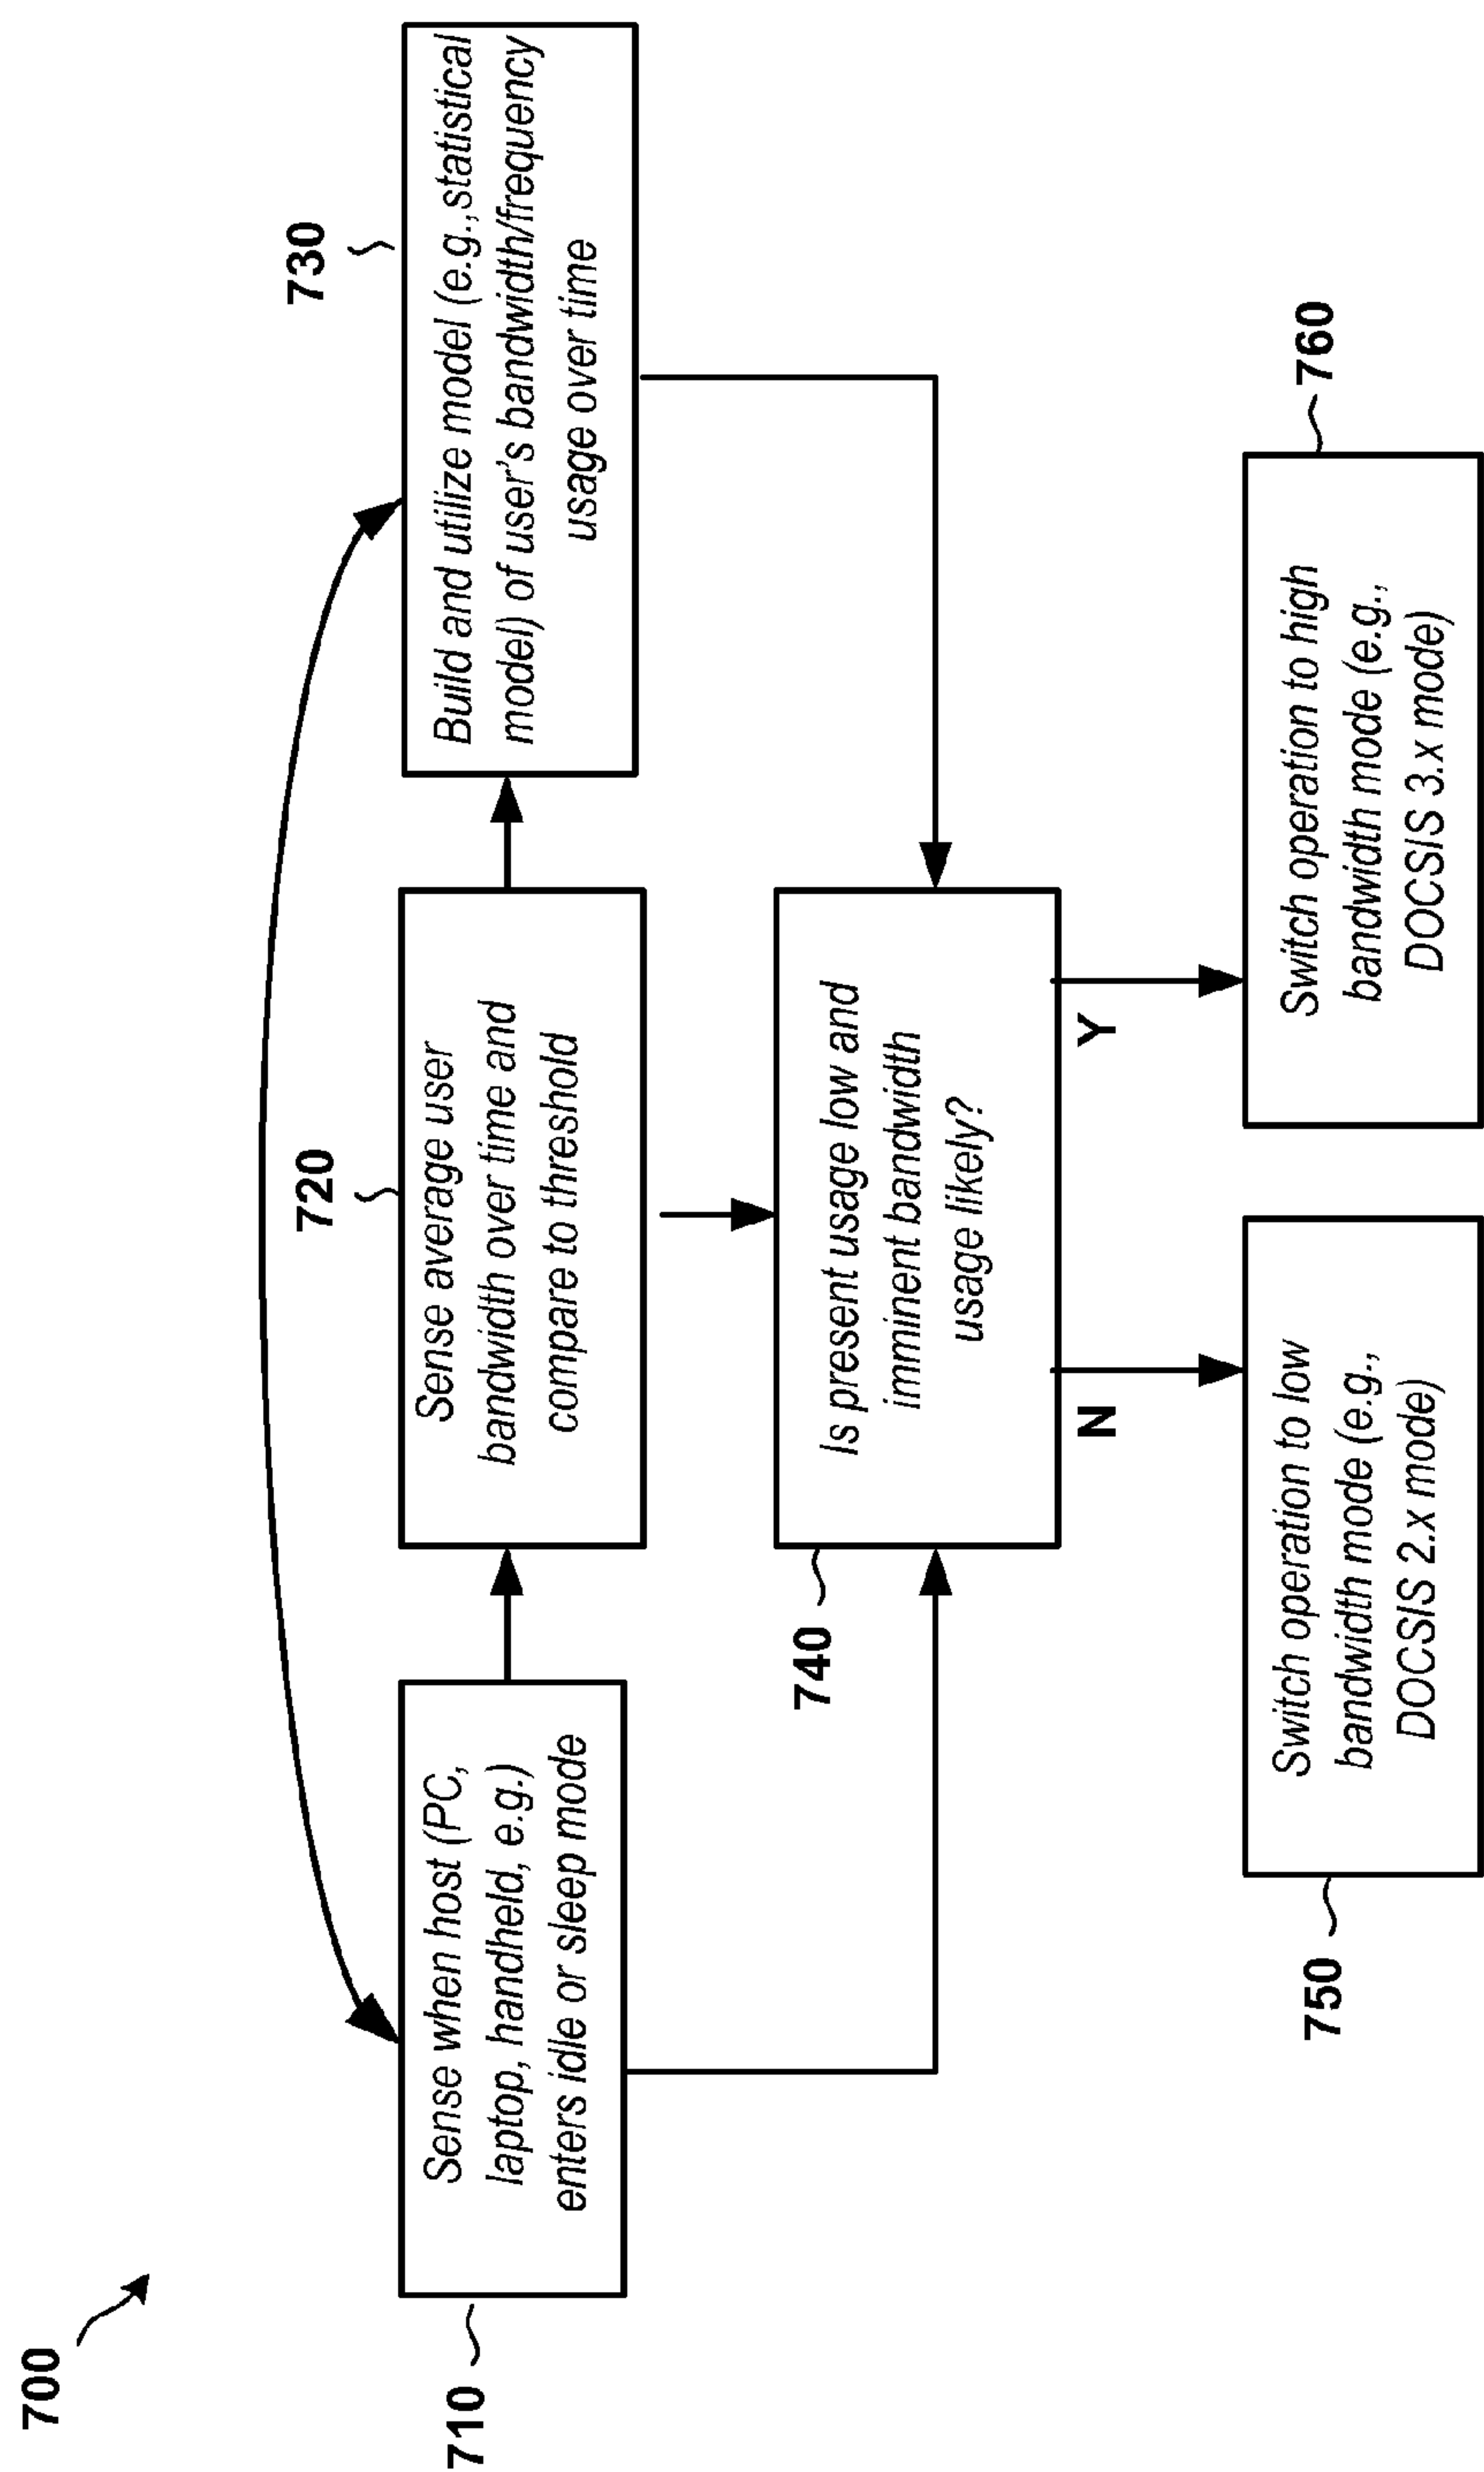 700
710
Sense when host (PC,
laptop, handheld, e.g.)
enters idle or sleep mode
720
Sense average user
bandwidth over time and
compare to threshold
730
Build and utilize model (e.g.,statistical
model) of user's bandwidth/frequency
usage over time
740
Is present usage low and
imminent bandwidth
usage likely?
N
Y
750
Switch operation to low
bandwidth mode (e.g.,
DOCSIS 2.x mode)
760
Switch operation to high
bandwidth mode (e.g.,
DOCSIS 3.x mode)